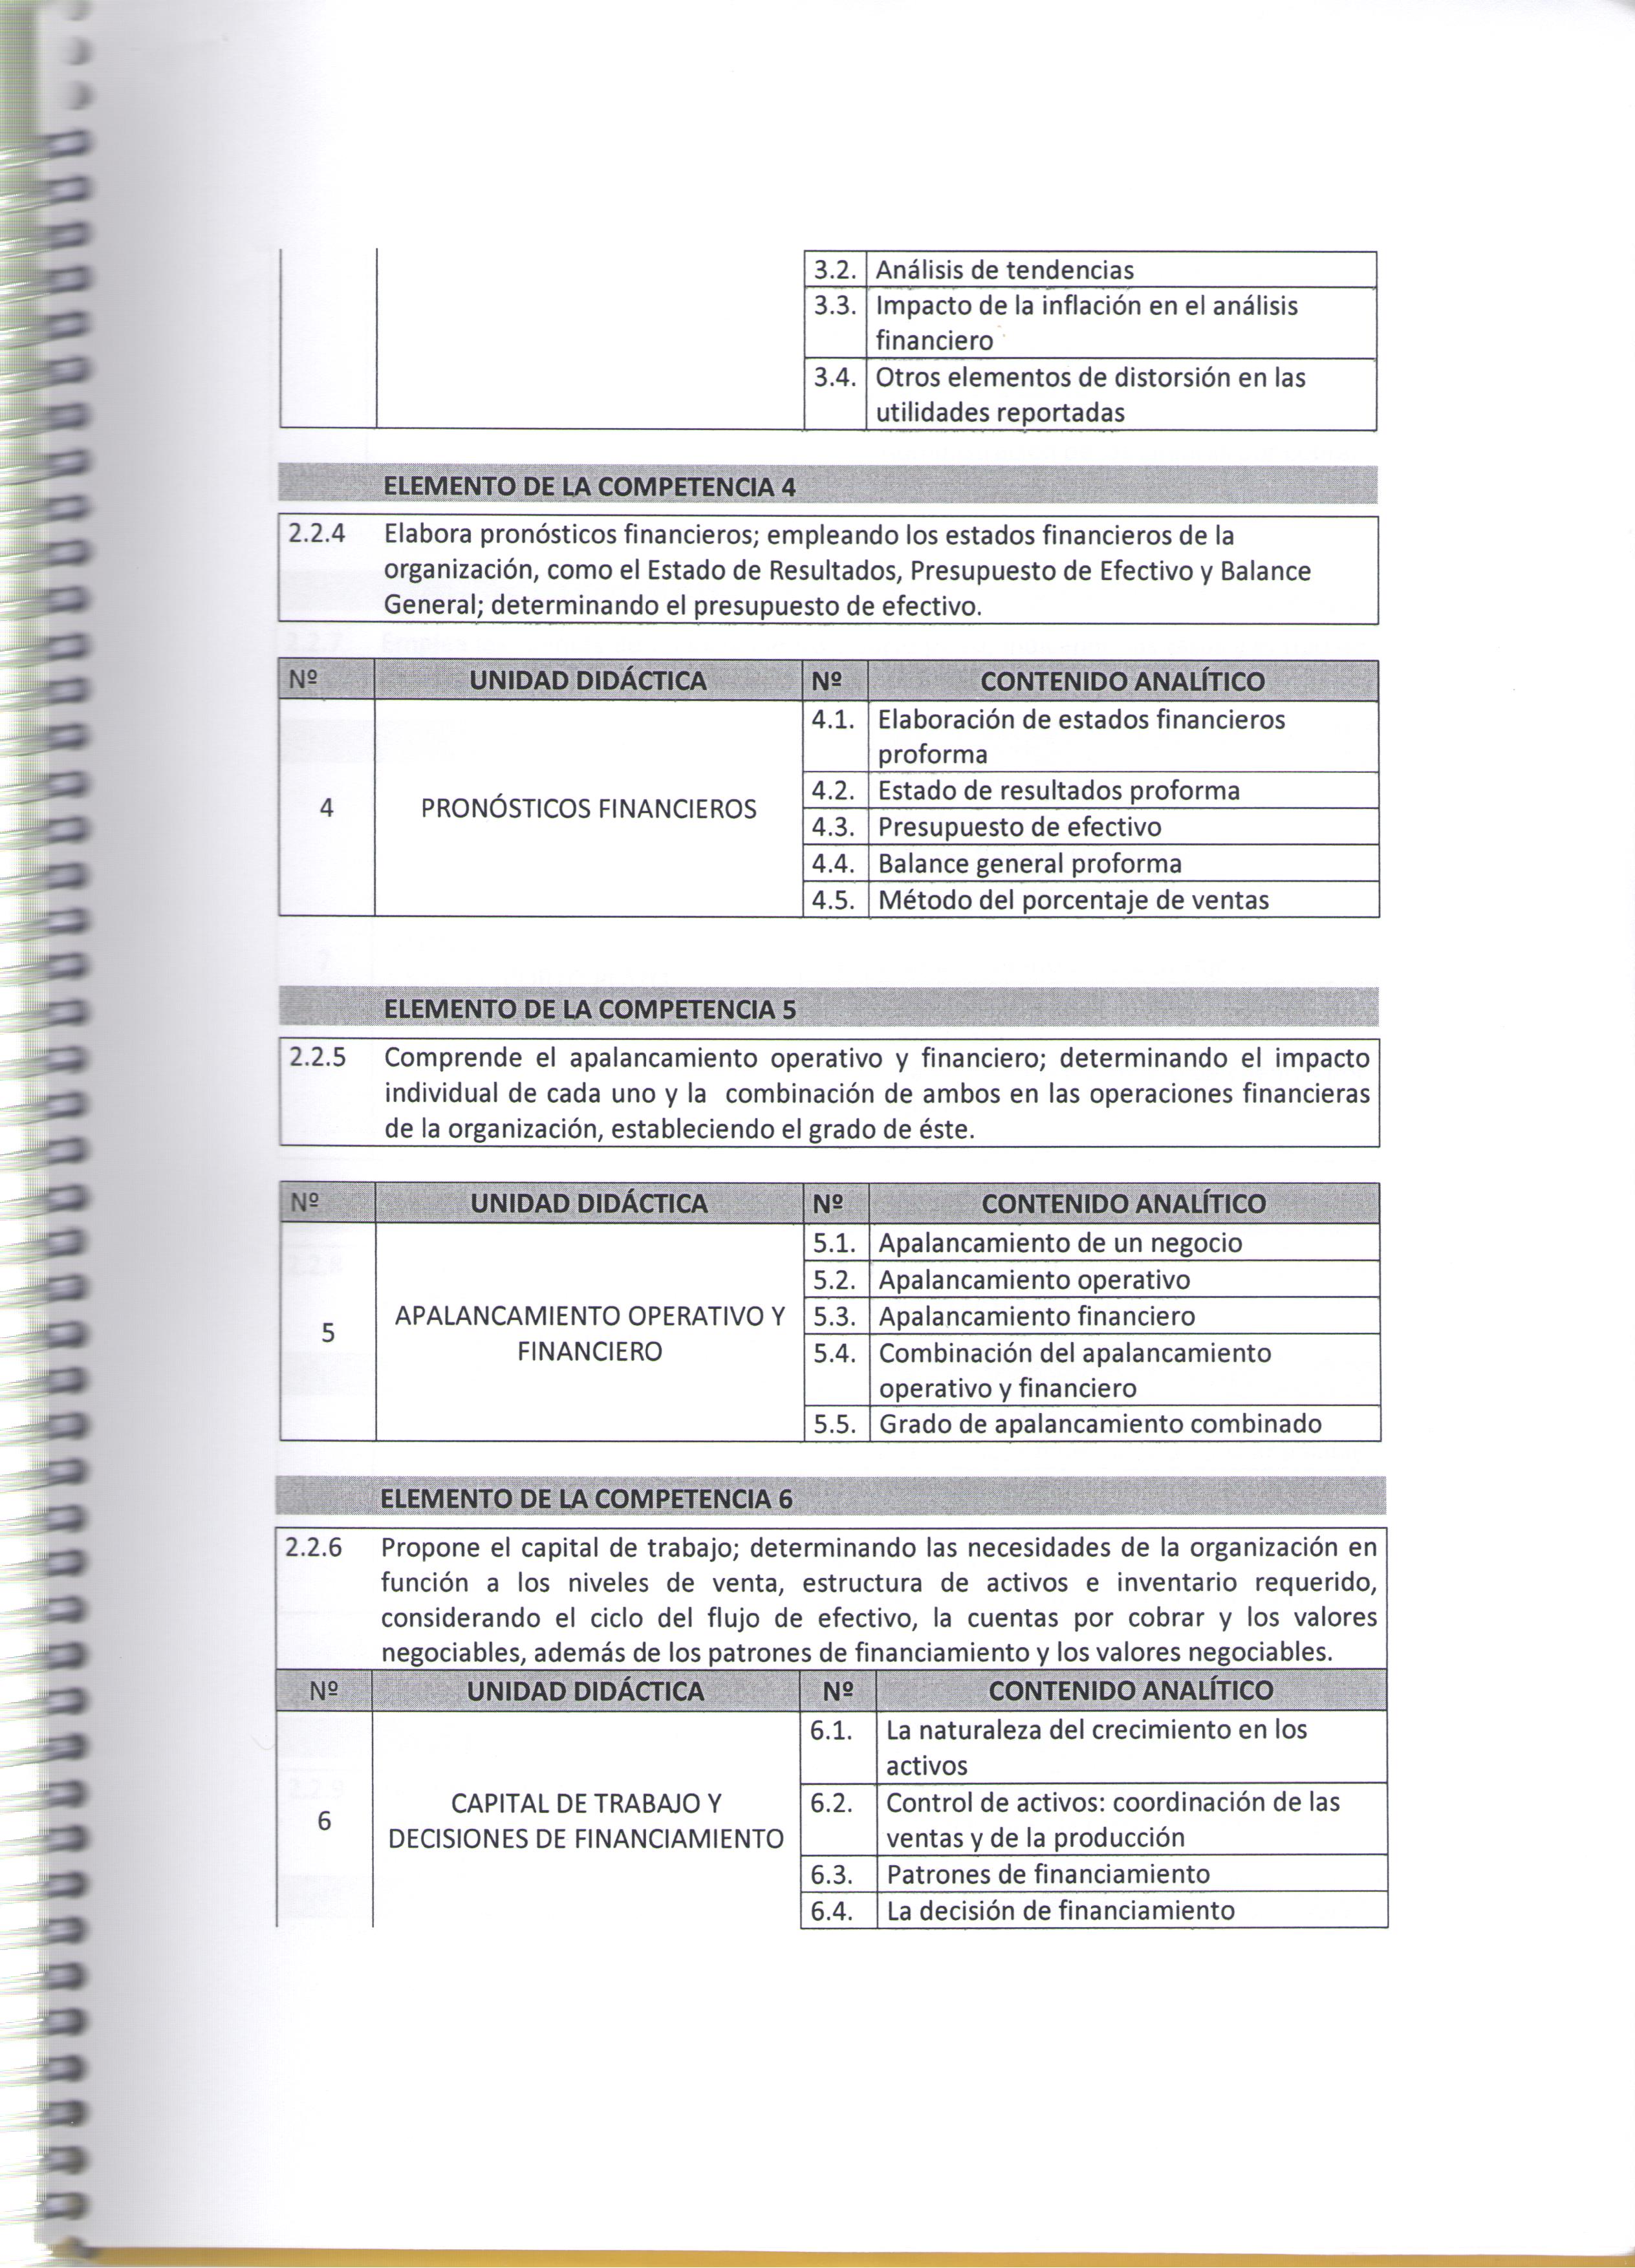 3.2. Análisis de tendencias
3.3. Impacto de la inflación en el análisis
financiero
3.4. Otros elementos de distorsión en las
utilidades reportadas
ELEMENTO DE LA COMPETENCIA 4
2.2.4 Elabora pronósticos financieros; empleando los estados financieros de la
organización, como el Estado de Resultados, Presupuesto de Efectivo y Balance
General; determinando el presupuesto de efectivo.
Nº UNIDAD DIDÁCTICA Nº CONTENIDO ANALÍTICO
4.1. Elaboración de estados financieros
proforma
4.2. Estado de resultados proforma
4 PRONÓSTICOS FINANCIEROS
4.3. Presupuesto de efectivo
4.4. Balance general proforma
4.5. Método del porcentaje de ventas
ELEMENTO DE LA COMPETENCIA 5
2.2.5 Comprende el apalancamiento operativo y financiero; determinando el impacto
individual de cada uno y la combinación de ambos en las operaciones financieras
de la organización, estableciendo el grado de éste.
Nº UNIDAD DIDÁCTICA Nº CONTENIDO ANALÍTICO
5.1. Apalancamiento de un negocio
5.2. Apalancamiento operativo
5 APALANCAMIENTO OPERATIVO Y
FINANCIERO
5.3. Apalancamiento financiero
5.4. Combinación del apalancamiento
operativo y financiero
5.5. Grado de apalancamiento combinado
ELEMENTO DE LA COMPETENCIA 6
2.2.6 Propone el capital de trabajo; determinando las necesidades de la organización en
función a los niveles de venta, estructura de activos e inventario requerido,
considerando el ciclo del flujo de efectivo, la cuentas por cobrar y los valores
negociables, además de los patrones de financiamiento y los valores negociables.
Nº UNIDAD DIDÁCTICA Nº CONTENIDO ANALÍTICO
6.1. La naturaleza del crecimiento en los
activos
6 CAPITAL DE TRABAJO Y
DECISIONES DE FINANCIAMIENTO
6.2. Control de activos: coordinación de las
ventas y de la producción
6.3. Patrones de financiamiento
6.4. La decisión de financiamiento